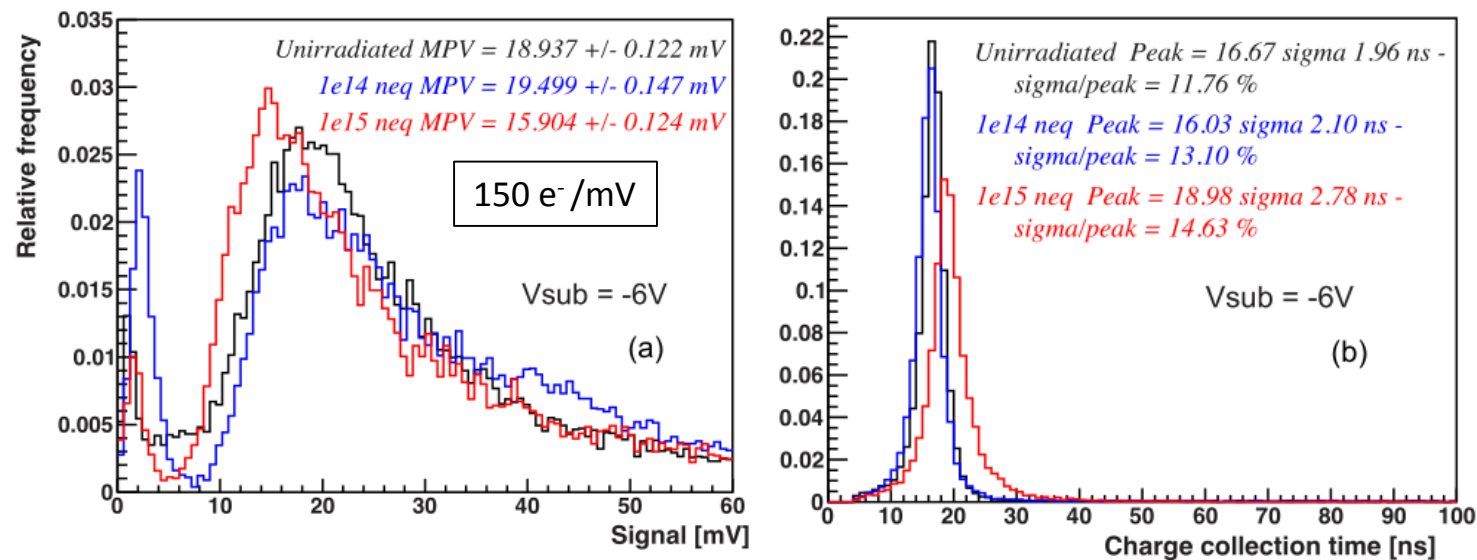 Relative frequency
0.035
0.03
0.025
0.02
0.015
0.01
0.005
0
0 10 20 30 40 50 60
Signal [mV]
Unirradiated MPV = 18.937 +/- 0.122 mV
1e14 neq MPV = 19.499 +/- 0.147 mV
1e15 neq MPV = 15.904 +/- 0.124 mV
150 e⁻/mV
Vsub = -6V
(a)
0.22
0.2
0.18
0.16
0.14
0.12
0.1
0.08
0.06
0.04
0.02
0
0 10 20 30 40 50 60 70 80 90 100
Charge collection time [ns]
Unirradiated Peak = 16.67 sigma 1.96 ns -
sigma/peak = 11.76 %
1e14 neq Peak = 16.03 sigma 2.10 ns -
sigma/peak = 13.10 %
1e15 neq Peak = 18.98 sigma 2.78 ns -
sigma/peak = 14.63 %
Vsub = -6V
(b)